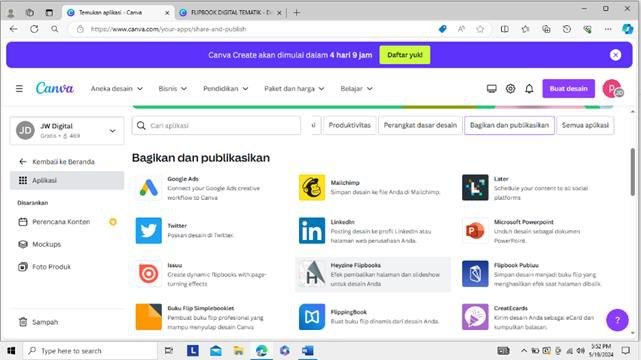 Temukan aplikasi - Canva
FLIPBOOK DIGITAL TEMATIK - De
https://www.canva.com/your-apps/share-and-publish
Canva Create akan dimulai dalam 4 hari 9 jam
Daftar yuk!
Canva
Aneka desain
Bisnis
Pendidikan
Paket dan harga
Belajar
Buat desain
JD
JW Digital
Gratis • 469
Cari aplikasi
Produktivitas
Perangkat dasar desain
Bagikan dan publikasikan
Semua aplikasi
Kembali ke Beranda
Aplikasi
Disarankan
Perencana Konten
Mockups
Foto Produk
Sampah
Bagikan dan publikasikan
Google Ads
Connect your Google Ads creative
workflow to Canva
Mailchimp
Simpan desain ke file Anda di Mailchimp.
Later
Schedule your content to all social
platforms
Twitter
Poskan desain di Twitter.
LinkedIn
Posting desain ke profil LinkedIn atau
halaman web perusahaan Anda.
Microsoft Powerpoint
Unduh desain sebagai dokumen
PowerPoint.
Issuu
Create dynamic flipbooks with page-
turning effects
Heyzine Flipbooks
Efek pembalikan halaman dan slideshow
untuk desain Anda
Flipbook Publuu
Simpan desain menjadi buku flip yang
menghasilkan efek saat halaman dibalik.
Buku Flip Simplebooklet
Pembuat buku flip profesional yang
mampu menyulap desain Canva
FlippingBook
Buat buku flip dinamis dari desain Anda.
CreatEcards
Kirim desain Anda sebagai eCard dan
kumpulkan balasan.
?
Type here to search
5:52 PM
5/19/2024